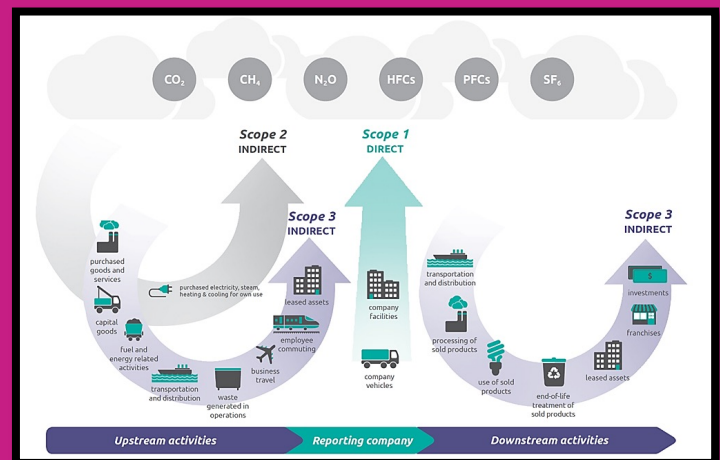 CO₂ CH₄ N₂O HFCs PFCs SF₆
Scope 2
INDIRECT
Scope 1
DIRECT
Scope 3
INDIRECT
Scope 3
INDIRECT
purchased
goods and
services
capital
goods
fuel and
energy related
activities
transportation
and distribution
waste
generated in
operations
business
travel
employee
commuting
leased assets
purchased electricity, steam,
heating & cooling for own use
company
facilities
company
vehicles
transportation
and distribution
processing of
sold products
use of sold
products
end-of-life
treatment of
sold products
leased assets
franchises
$
investments
Upstream activities
Reporting company
Downstream activities